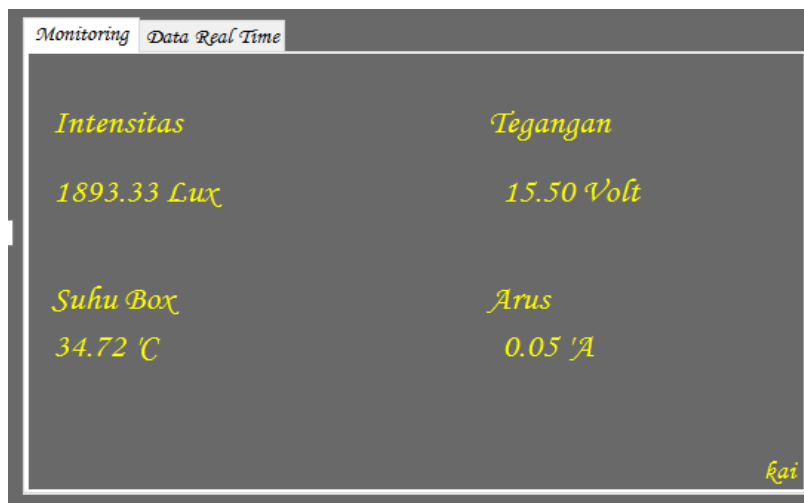 Monitoring Data Real Time
Intensitas Tegangan
1893.33 Lux 15.50 Volt
Suhu Box Arus
34.72 'C 0.05 'A
kai